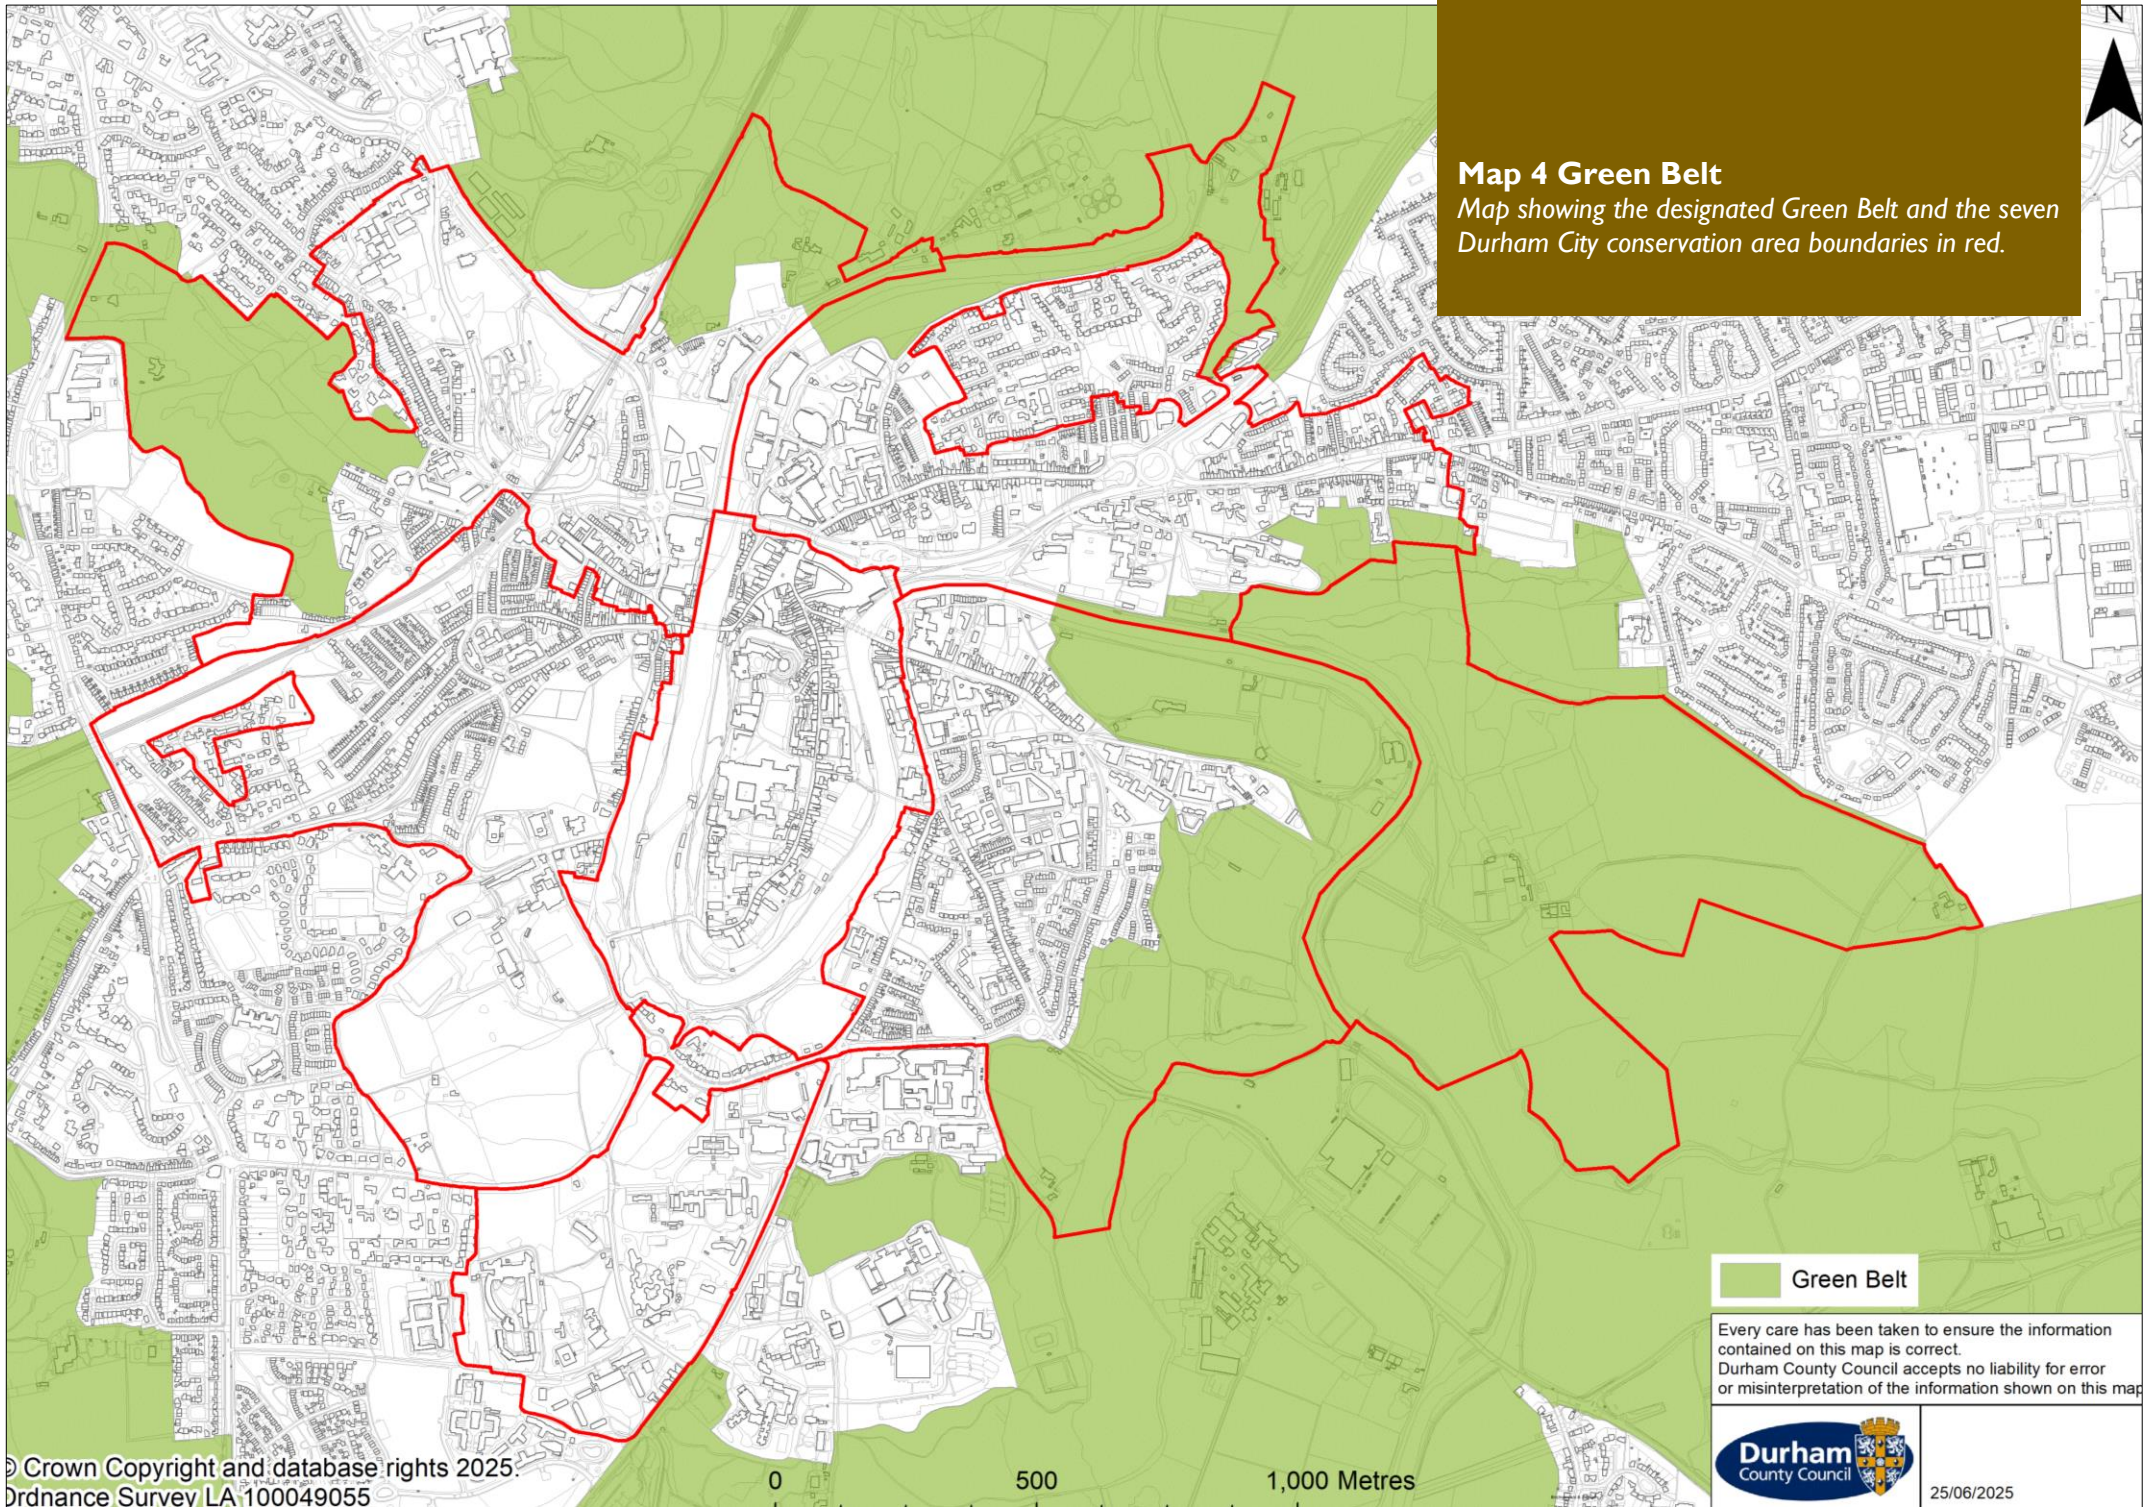 N
Map 4 Green Belt
Map showing the designated Green Belt and the seven
Durham City conservation area boundaries in red.
Green Belt
Every care has been taken to ensure the information
contained on this map is correct.
Durham County Council accepts no liability for error
or misinterpretation of the information shown on this map
Durham
County Council
25/06/2025
© Crown Copyright and database rights 2025.
Ordnance Survey LA 100049055
0 500 1,000 Metres